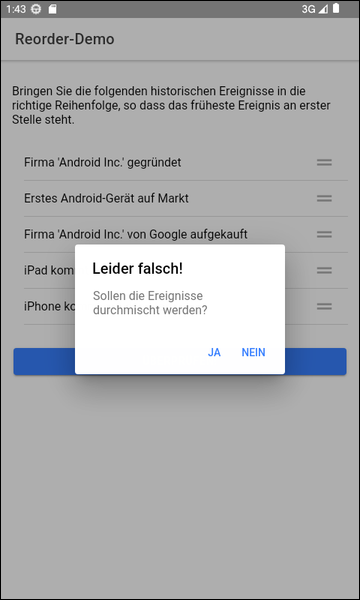 1:43
3G
Reorder-Demo
Bringen Sie die folgenden historischen Ereignisse in die
richtige Reihenfolge, so dass das früheste Ereignis an erster
Stelle steht.
Firma 'Android Inc.' gegründet
Erstes Android-Gerät auf Markt
Firma 'Android Inc.' von Google aufgekauft
iPad kom
iPhone ko
Leider falsch!
Sollen die Ereignisse
durchmischt werden?
JA NEIN